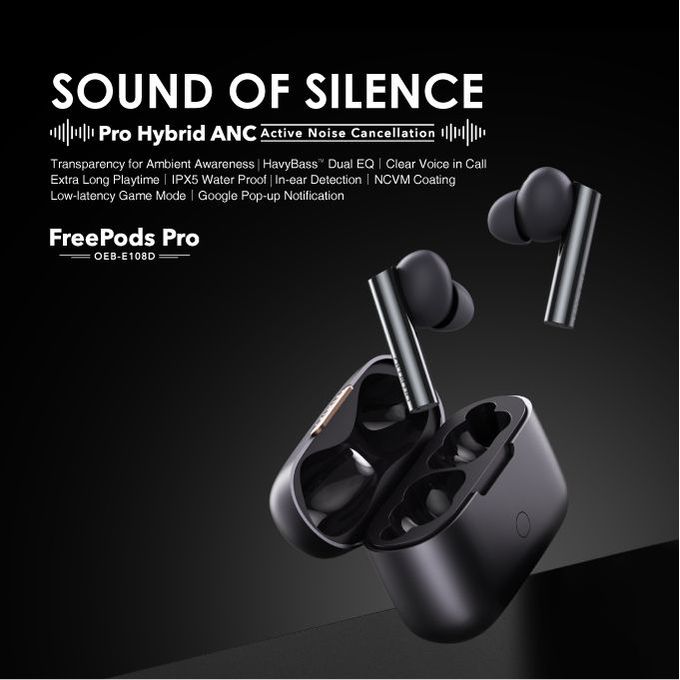 SOUND OF SILENCE
Pro Hybrid ANC Active Noise Cancellation
Transparency for Ambient Awareness | HavyBass™ Dual EQ | Clear Voice in Call
Extra Long Playtime | IPX5 Water Proof | In-ear Detection | NCVM Coating
Low-latency Game Mode | Google Pop-up Notification
FreePods Pro
OEB-E108D